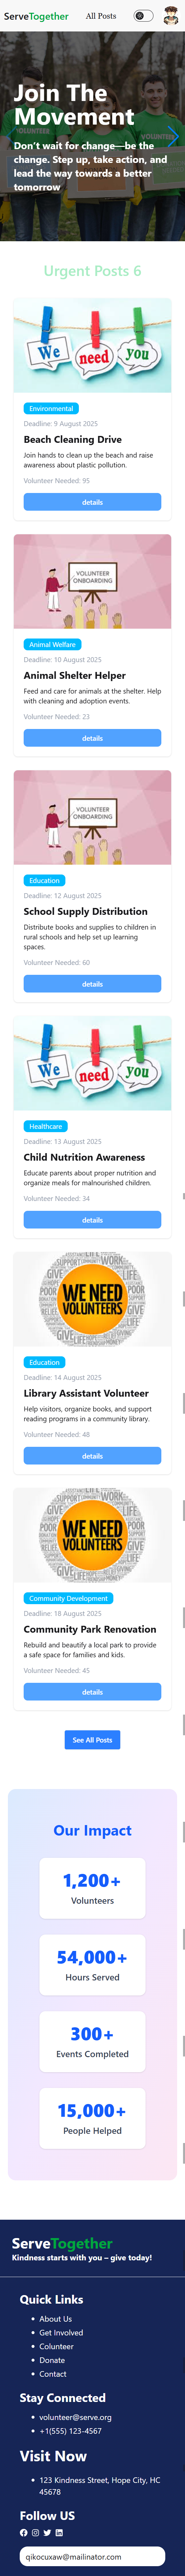 ServeTogether
All Posts
Join The
Movement
VOLUNTEER
VOLUNTEER
Don't wait for change—be the
change. Step up, take action, and
lead the way towards a better
tomorrow
Urgent Posts 6
We need you
Environmental
Deadline: 9 August 2025
Beach Cleaning Drive
Join hands to clean up the beach and raise
awareness about plastic pollution.
Volunteer Needed: 95
details
VOLUNTEER
ONBOARDING
Animal Welfare
Deadline: 10 August 2025
Animal Shelter Helper
Feed and care for animals at the shelter. Help
with cleaning and adoption events.
Volunteer Needed: 23
details
VOLUNTEER
ONBOARDING
Education
Deadline: 12 August 2025
School Supply Distribution
Distribute books and supplies to children in
rural schools and help set up learning
spaces.
Volunteer Needed: 60
details
We need you
Healthcare
Deadline: 13 August 2025
Child Nutrition Awareness
Educate parents about proper nutrition and
organize meals for malnourished children.
Volunteer Needed: 34
details
WE NEED
VOLUNTEERS
Education
Deadline: 14 August 2025
Library Assistant Volunteer
Help visitors, organize books, and support
reading programs in a community library.
Volunteer Needed: 48
details
WE NEED
VOLUNTEERS
Community Development
Deadline: 18 August 2025
Community Park Renovation
Rebuild and beautify a local park to provide
a safe space for families and kids.
Volunteer Needed: 45
details
See All Posts
Our Impact
1,200+
Volunteers
54,000+
Hours Served
300+
Events Completed
15,000+
People Helped
ServeTogether
Kindness starts with you – give today!
Quick Links
About Us
Get Involved
Colunteer
Donate
Contact
Stay Connected
volunteer@serve.org
+1(555) 123-4567
Visit Now
123 Kindness Street, Hope City, HC
45678
Follow US
qikocuxaw@mailinator.com